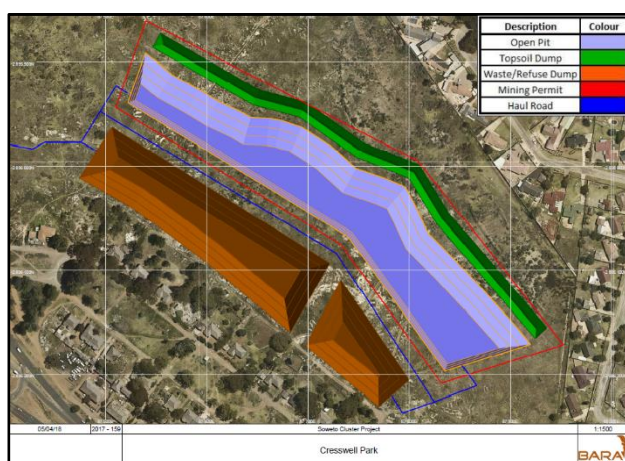 Description Colour
Open Pit
Topsoil Dump
Waste/Refuse Dump
Mining Permit
Haul Road
05/04/18 2017 - 159 Soweto Cluster Project 1:1500
Cresswell Park
BARA